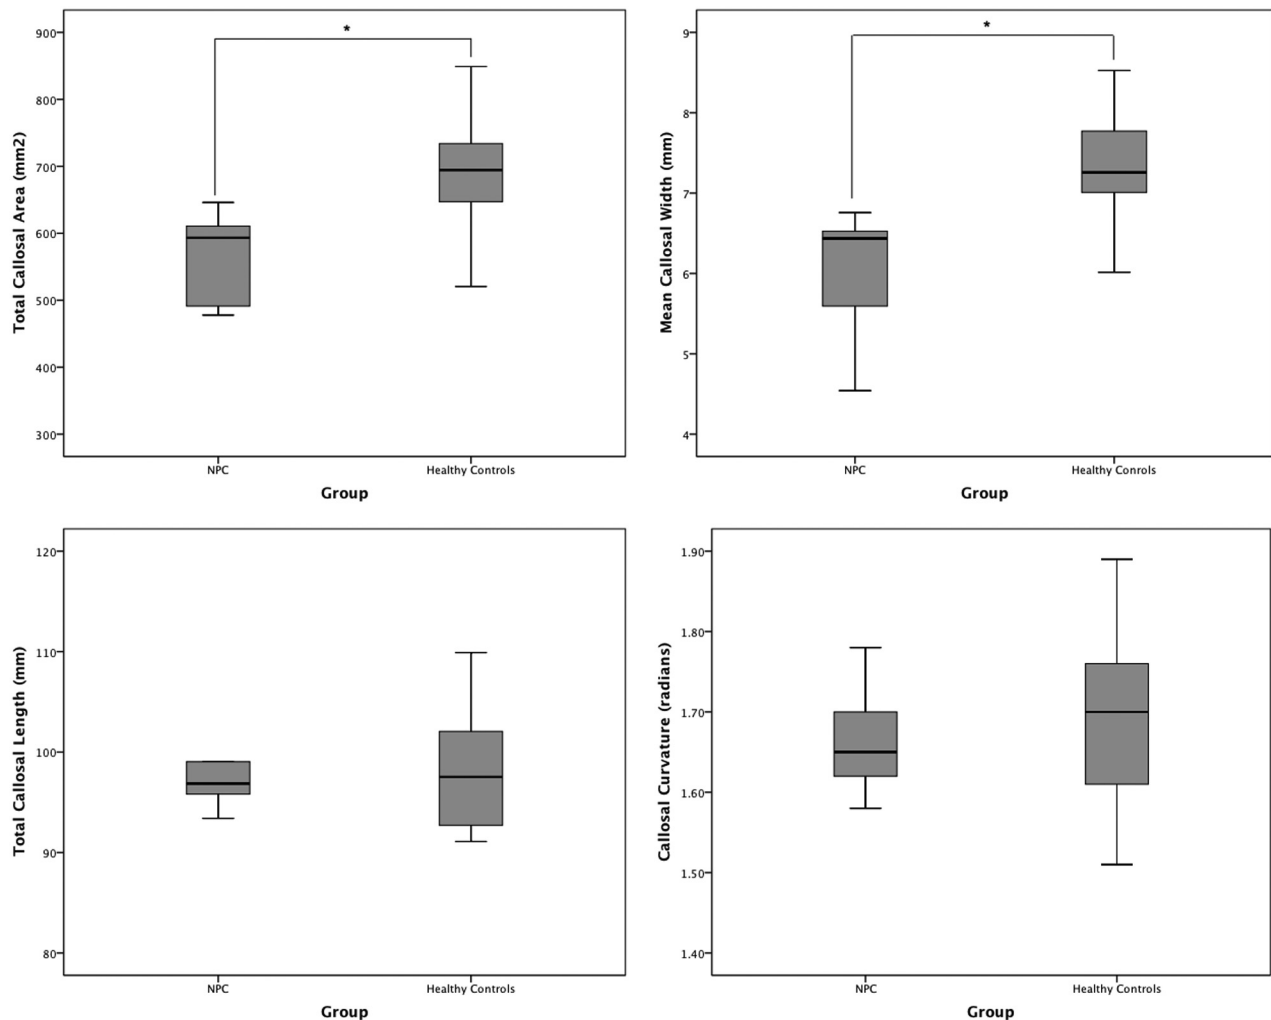 *
900
800
700
600
500
400
300
Total Callosal Area (mm2)
NPC
Healthy Controls
Group
*
9
8
7
6
5
4
Mean Callosal Width (mm)
NPC
Healthy Conrols
Group
120
110
100
90
80
Total Callosal Length (mm)
NPC
Healthy Controls
Group
1.90
1.80
1.70
1.60
1.50
1.40
Callosal Curvature (radians)
NPC
Healthy Controls
Group